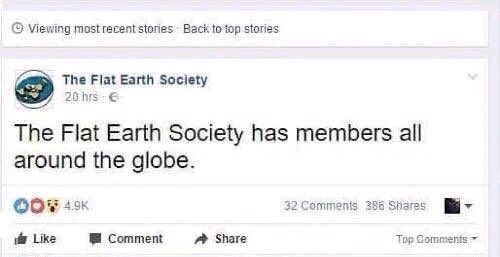 Viewing most recent stories · Back to top stories
The Flat Earth Society
20 hrs ·
The Flat Earth Society has members all
around the globe.
4.9K 32 Comments 386 Shares
Like Comment Share Top Comments